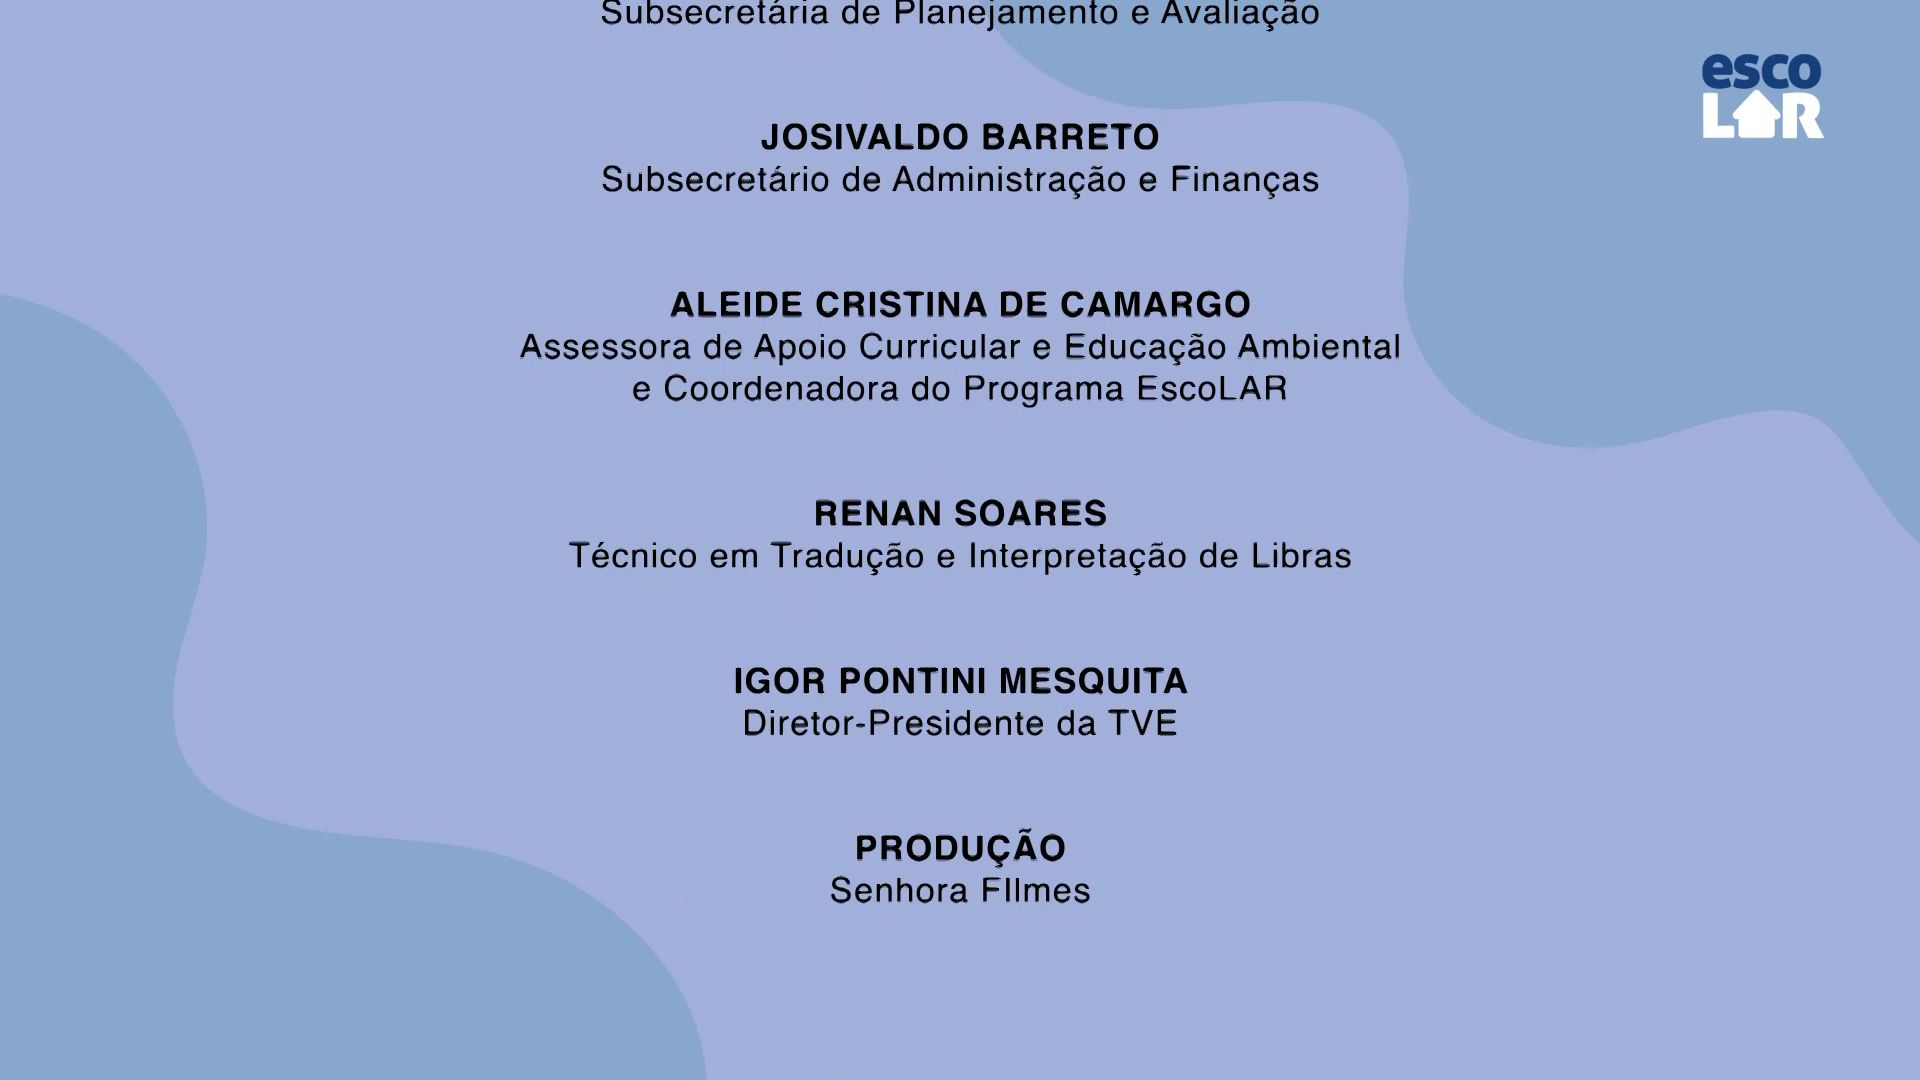 Subsecretária de Planejamento e Avaliação
esco
LAR
JOSIVALDO BARRETO
Subsecretário de Administração e Finanças
ALEIDE CRISTINA DE CAMARGO
Assessora de Apoio Curricular e Educação Ambiental
e Coordenadora do Programa EscoLAR
RENAN SOARES
Técnico em Tradução e Interpretação de Libras
IGOR PONTINI MESQUITA
Diretor-Presidente da TVE
PRODUÇÃO
Senhora FIlmes